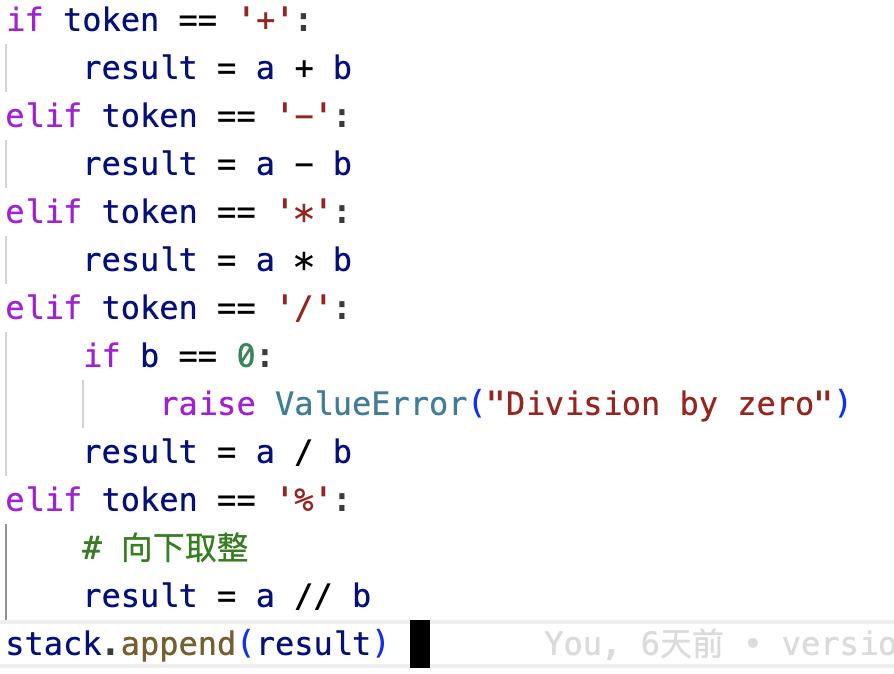 if token == '+':
    result = a + b
elif token == '-':
    result = a - b
elif token == '*':
    result = a * b
elif token == '/':
    if b == 0:
        raise ValueError("Division by zero")
    result = a / b
elif token == '%':
    # 向下取整
    result = a // b
stack.append(result) You, 6天前 • versio